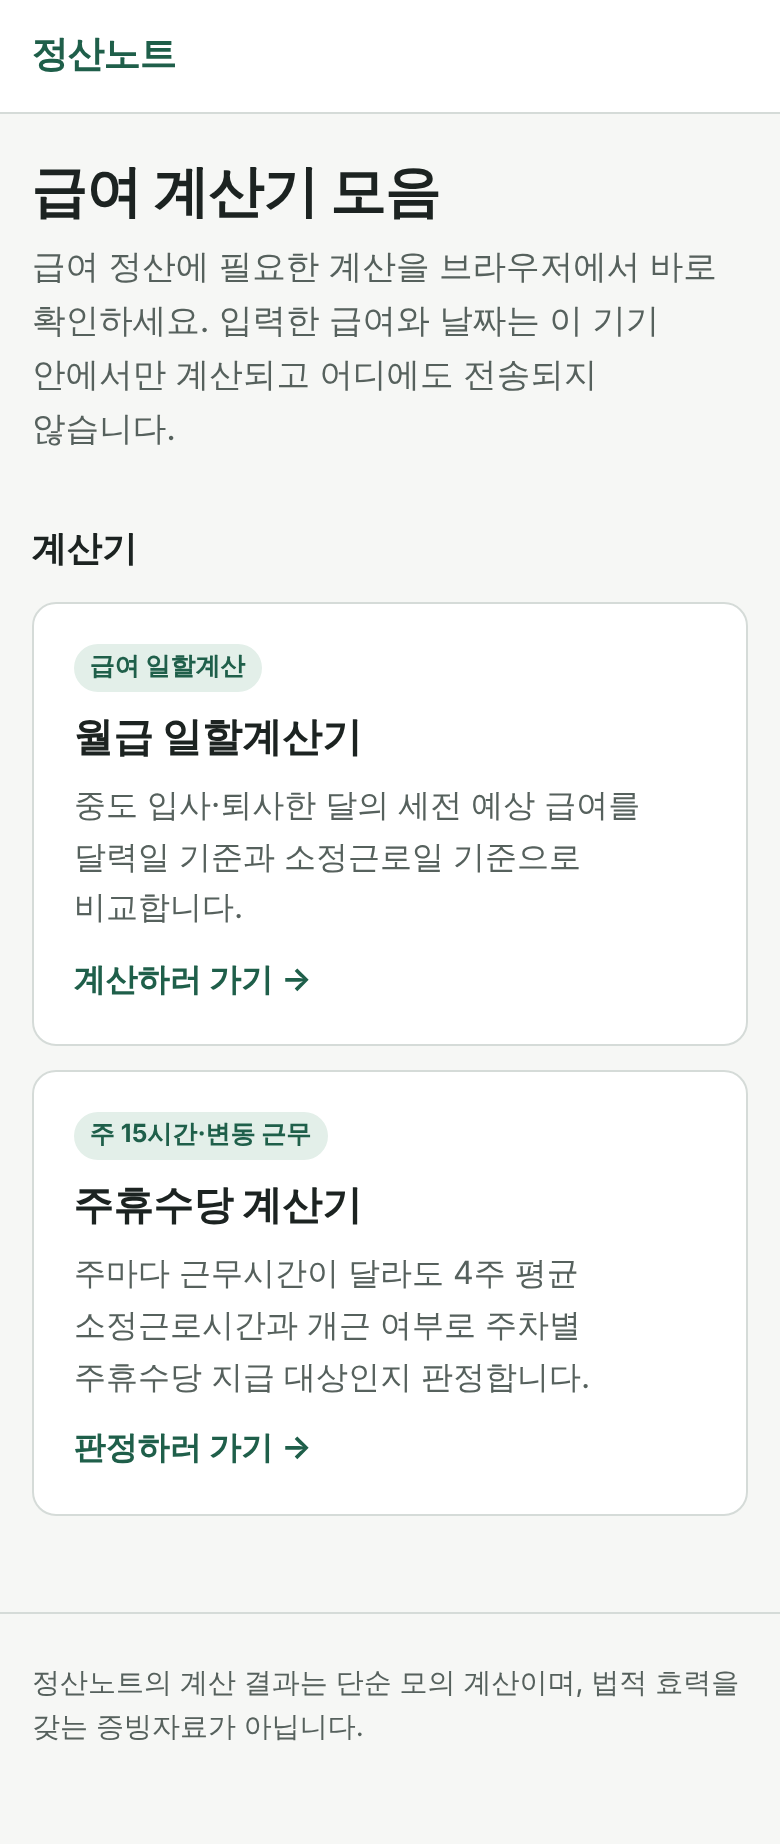 정산노트
급여 계산기 모음
급여 정산에 필요한 계산을 브라우저에서 바로
확인하세요. 입력한 급여와 날짜는 이 기기
안에서만 계산되고 어디에도 전송되지
않습니다.
계산기
급여 일할계산
월급 일할계산기
중도 입사·퇴사한 달의 세전 예상 급여를
달력일 기준과 소정근로일 기준으로
비교합니다.
계산하러 가기 →
주 15시간·변동 근무
주휴수당 계산기
주마다 근무시간이 달라도 4주 평균
소정근로시간과 개근 여부로 주차별
주휴수당 지급 대상인지 판정합니다.
판정하러 가기 →
정산노트의 계산 결과는 단순 모의 계산이며, 법적 효력을
갖는 증빙자료가 아닙니다.